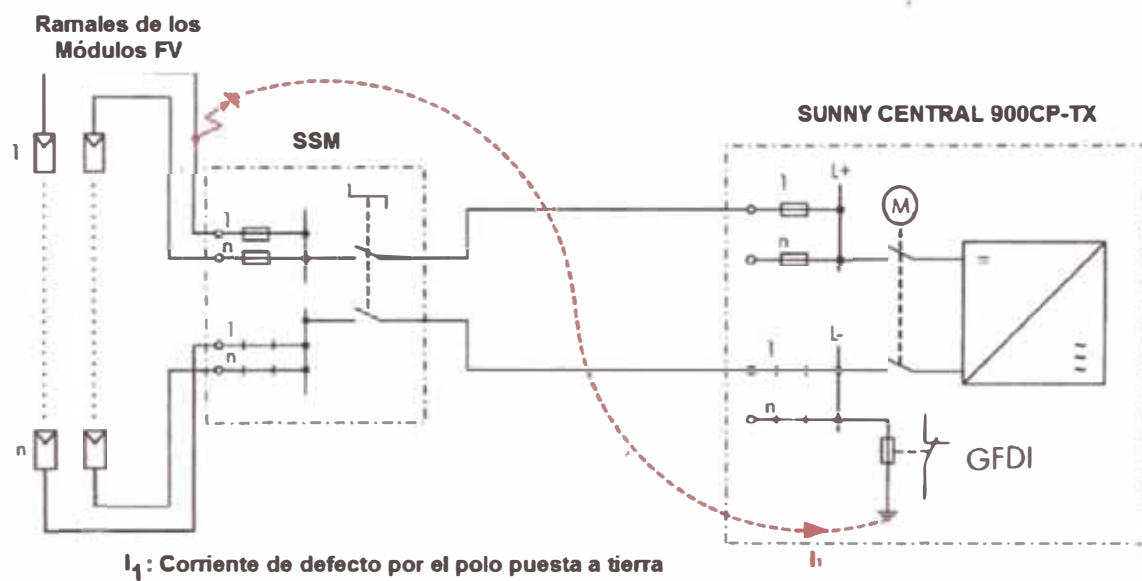 Ramales de los
Módulos FV
SUNNY CENTRAL 900CP-TX
SSM
1
1
n
1
n
n
1
n
L+
M
L-
1
n
GFDI
I₁
I₁ : Corriente de defecto por el polo puesta a tierra